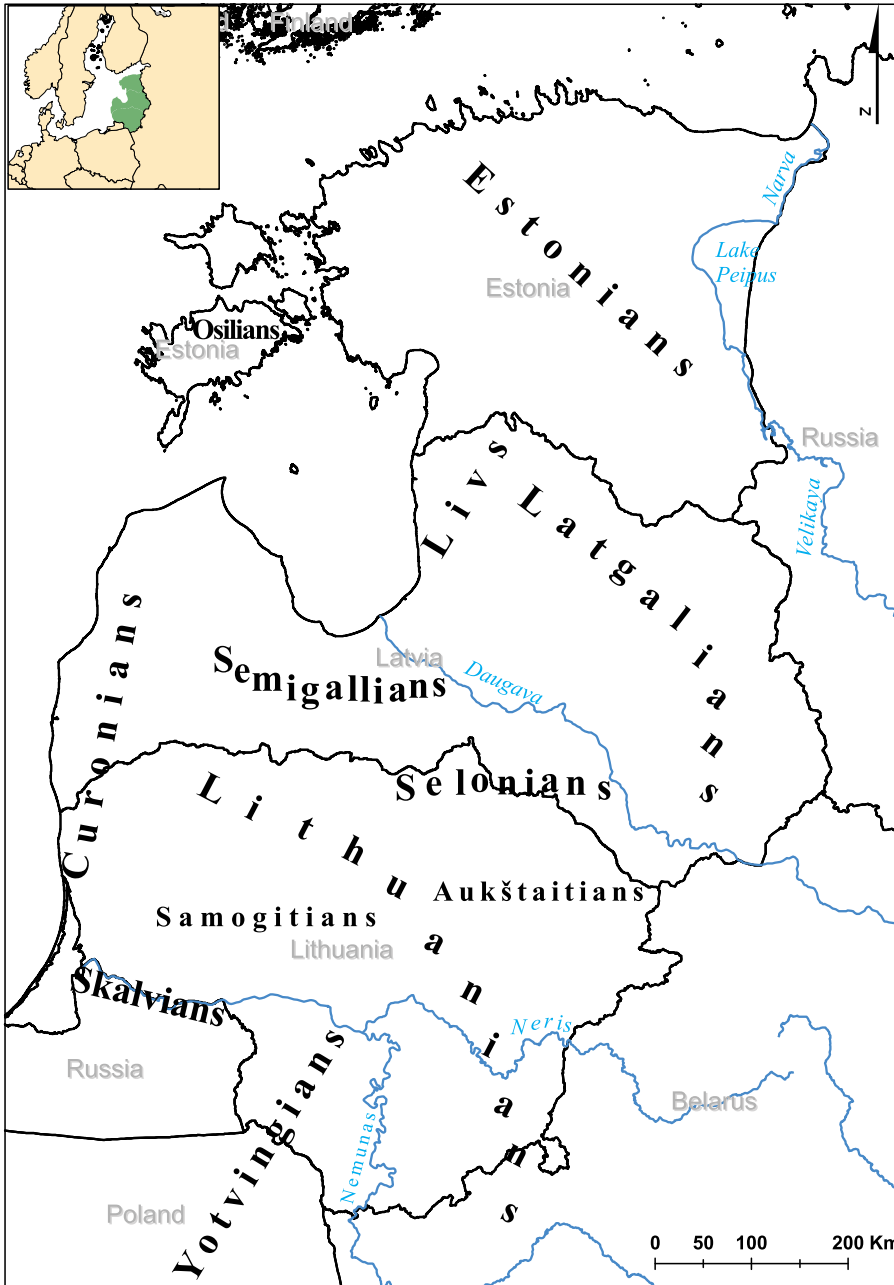 Finland
N
Estonians
Narva
Lake
Peipus
Estonia
Osilians
Estonia
Russia
Livs
Latgalians
Velikaya
Curonians
Semigallians
Latvia
Daugava
Selonians
Lithuanians
Aukštaitians
Samogitians
Lithuania
Skalvians
Neris
Russia
Yotvingians
Belarus
Nemunas
Poland
0 50 100 200 Km